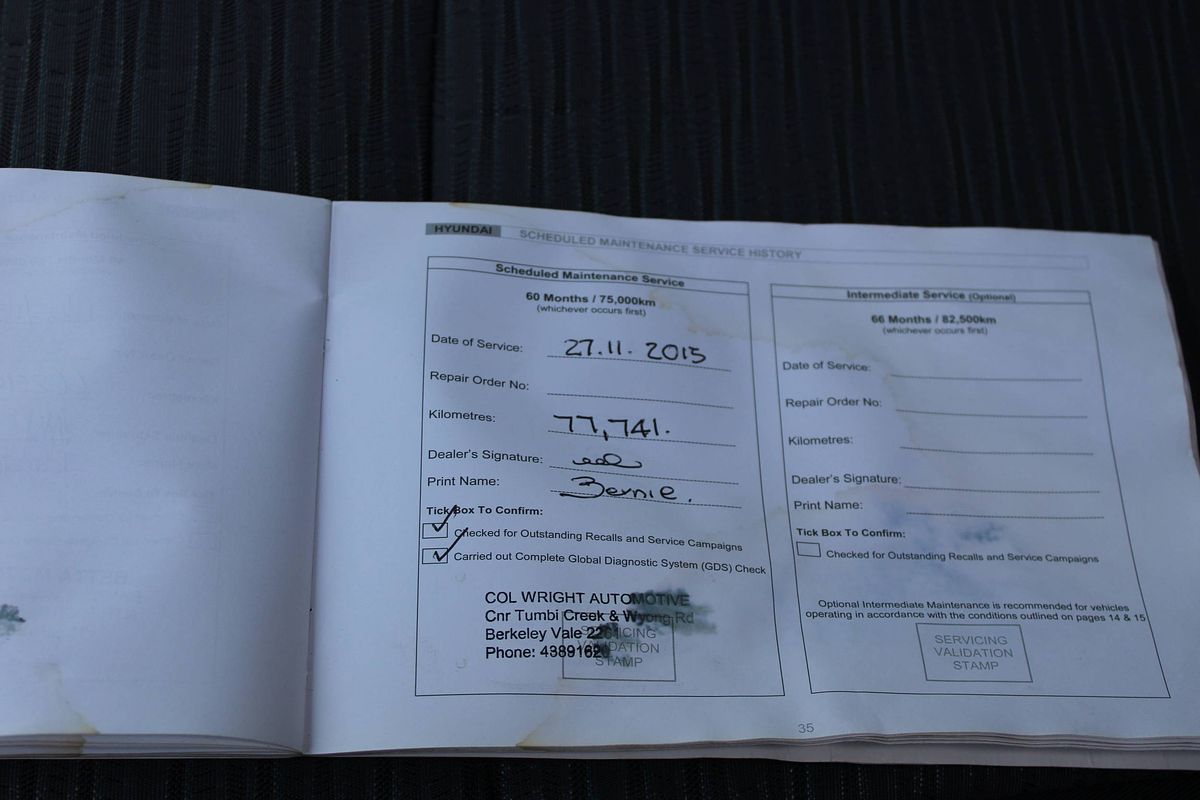 HYUNDAI SCHEDULED MAINTENANCE SERVICE HISTORY
Scheduled Maintenance Service
60 Months / 75,000km
(whichever occurs first)
Date of Service: 27.11.2015
Repair Order No:
Kilometres: 77,741.
Dealer's Signature:
Print Name: Bernie.
Tick Box To Confirm:
Checked for Outstanding Recalls and Service Campaigns
Carried out Complete Global Diagnostic System (GDS) Check
COL WRIGHT AUTOMOTIVE
Cnr Tumbi Creek & Wyong Rd
Berkeley Vale 2261
Phone: 43891620
SERVICING
VALIDATION
STAMP
Intermediate Service (Optional)
66 Months / 82,500km
(whichever occurs first)
Date of Service:
Repair Order No:
Kilometres:
Dealer's Signature:
Print Name:
Tick Box To Confirm:
Checked for Outstanding Recalls and Service Campaigns
Optional Intermediate Maintenance is recommended for vehicles
operating in accordance with the conditions outlined on pages 14 & 15
SERVICING
VALIDATION
STAMP
35